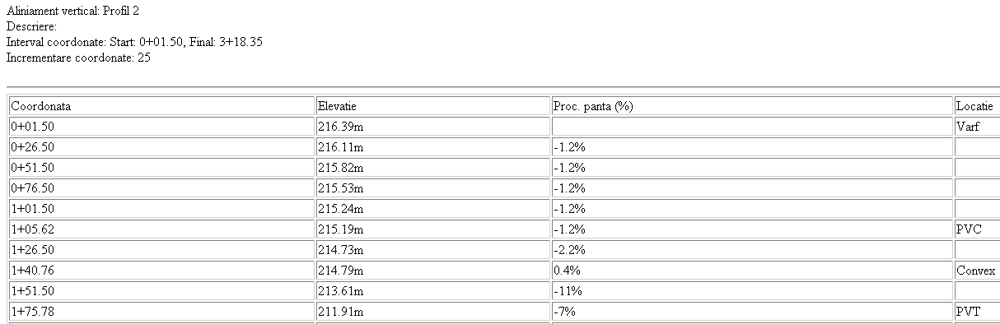 Aliniament vertical: Profil 2
Descriere:
Interval coordonate: Start: 0+01.50, Final: 3+18.35
Incrementare coordonate: 25
Coordonata Elevatie Proc. panta (%) Locatie
0+01.50 216.39m Varf
0+26.50 216.11m -1.2%
0+51.50 215.82m -1.2%
0+76.50 215.53m -1.2%
1+01.50 215.24m -1.2%
1+05.62 215.19m -1.2% PVC
1+26.50 214.73m -2.2%
1+40.76 214.79m 0.4% Convex
1+51.50 213.61m -11%
1+75.78 211.91m -7% PVT